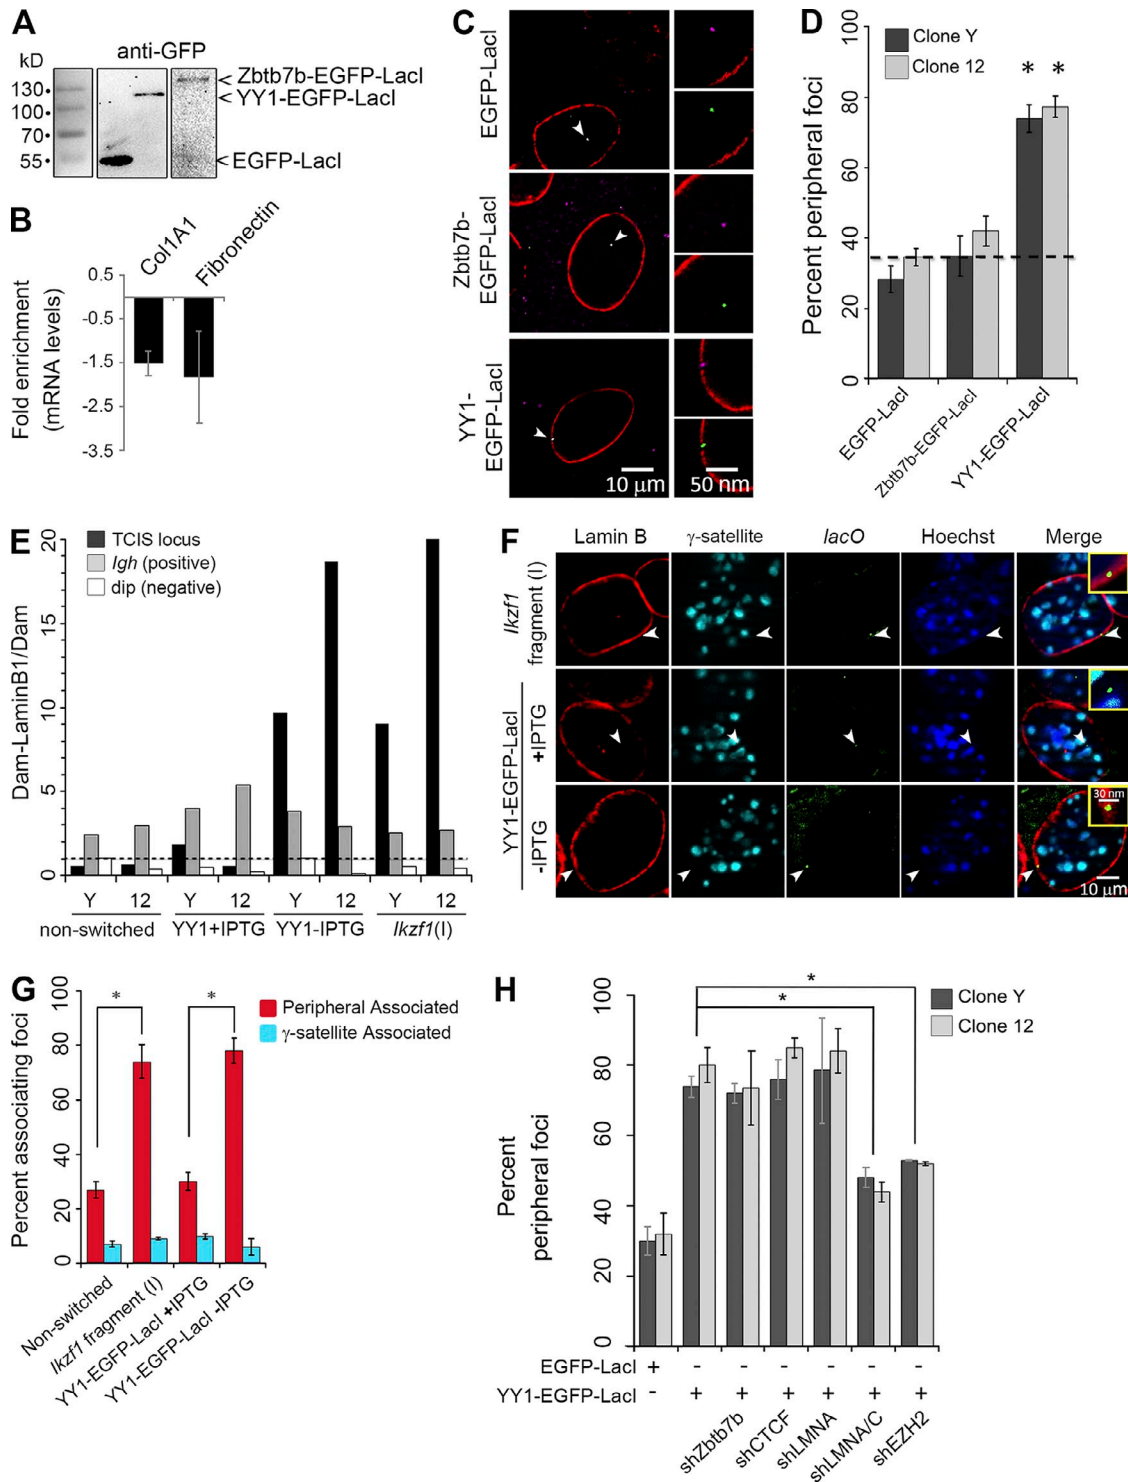 A
anti-GFP
kD
130
100
70
55
Zbtb7b-EGFP-LacI
YY1-EGFP-LacI
EGFP-LacI
B
Col1A1
Fibronectin
Fold enrichment
(mRNA levels)
0.5
-0.5
-1.5
-2.5
-3.5
C
EGFP-LacI
Zbtb7b-
EGFP-LacI
YY1-
EGFP-LacI
10 µm
50 nm
D
Clone Y
Clone 12
* *
Percent peripheral foci
100
80
60
40
20
0
EGFP-LacI
Zbtb7b-EGFP-LacI
YY1-EGFP-LacI
E
TCIS locus
Igh (positive)
dip (negative)
Dam-LaminB1/Dam
20
15
10
5
0
Y 12 Y 12 Y 12 Y 12
non-switched YY1+IPTG YY1-IPTG Ikzf1(I)
F
Lamin B γ-satellite lacO Hoechst Merge
Ikzf1
fragment (I)
YY1-EGFP-LacI
+IPTG
-IPTG
30 nm
10 µm
G
Peripheral Associated
γ-satellite Associated
* *
Percent associating foci
100
80
60
40
20
0
Non-switched
Ikzf1 fragment (I)
YY1-EGFP-LacI +IPTG
YY1-EGFP-LacI -IPTG
H
Clone Y
Clone 12
*
*
Percent
peripheral foci
100
80
60
40
20
0
EGFP-LacI + - - - - - -
YY1-EGFP-LacI - + + + + + +
shZbtb7b
shCTCF
shLMNA
shLMNA/C
shEZH2